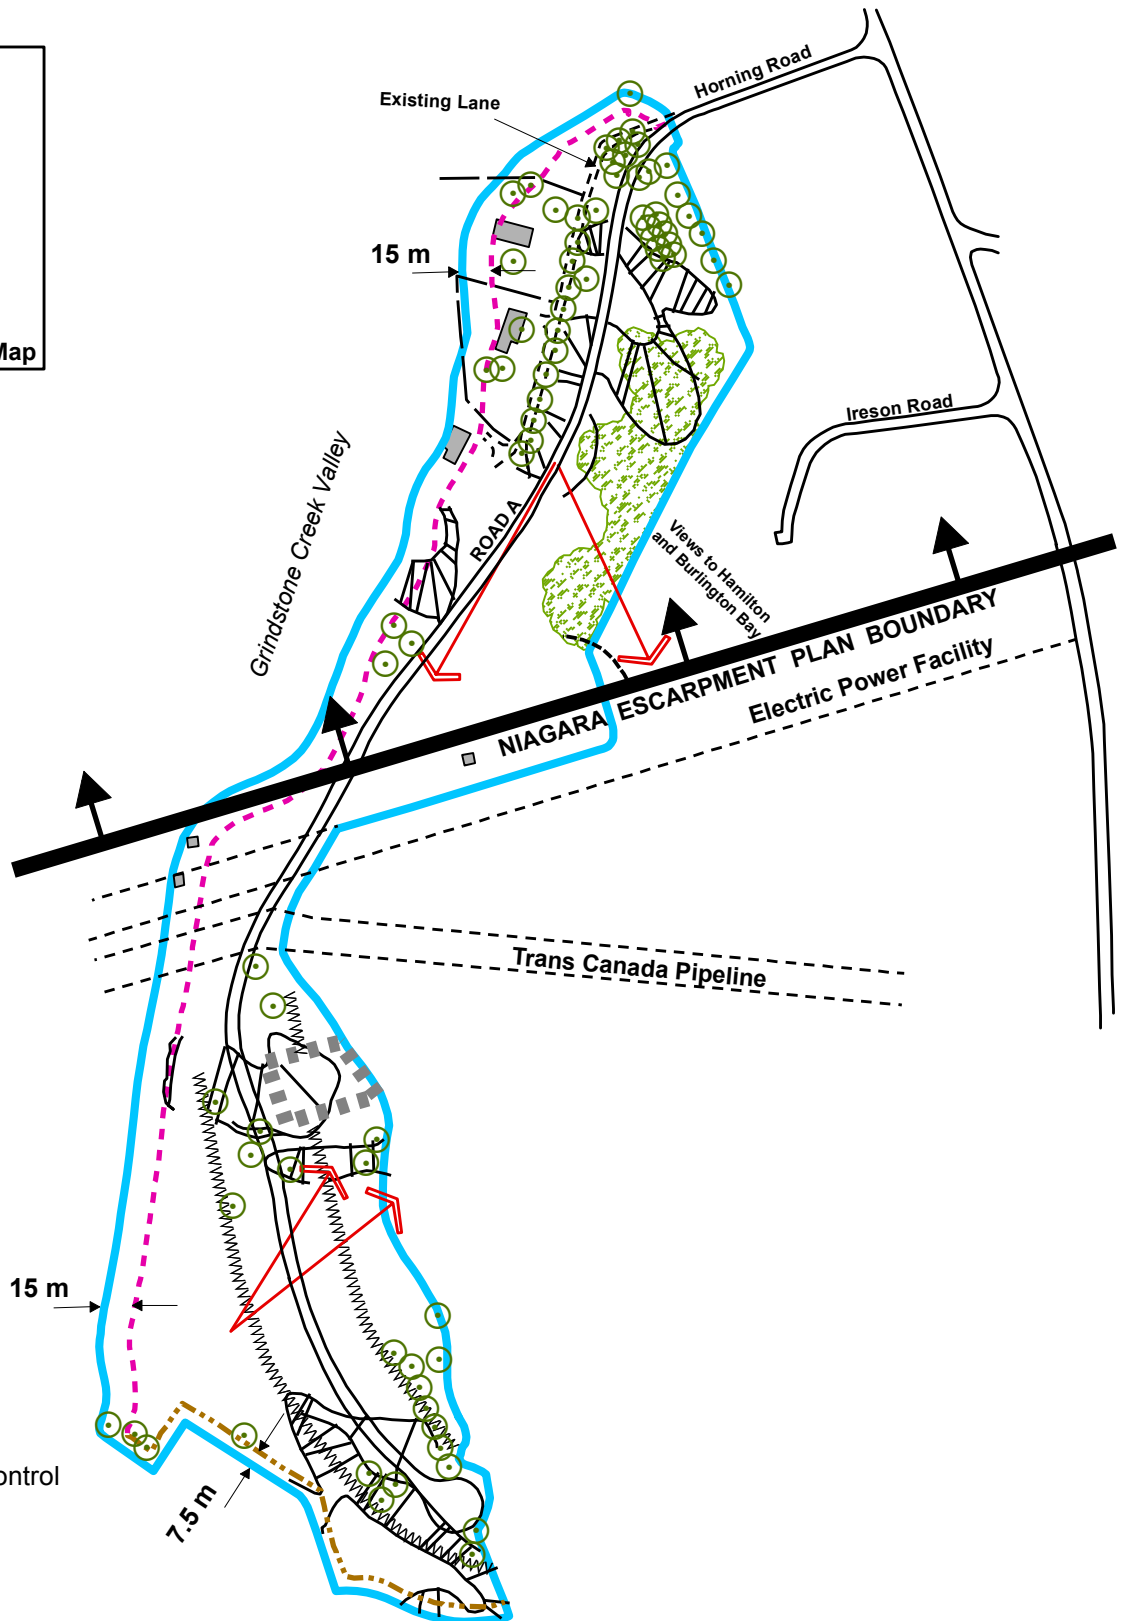 Horning Road
Existing Lane
15 m
Map
Ireson Road
Grindstone Creek Valley
ROAD A
Views to Hamilton
and Burlington Bay
NIAGARA ESCARPMENT PLAN BOUNDARY
Electric Power Facility
Trans Canada Pipeline
15 m
7.5 m
ontrol